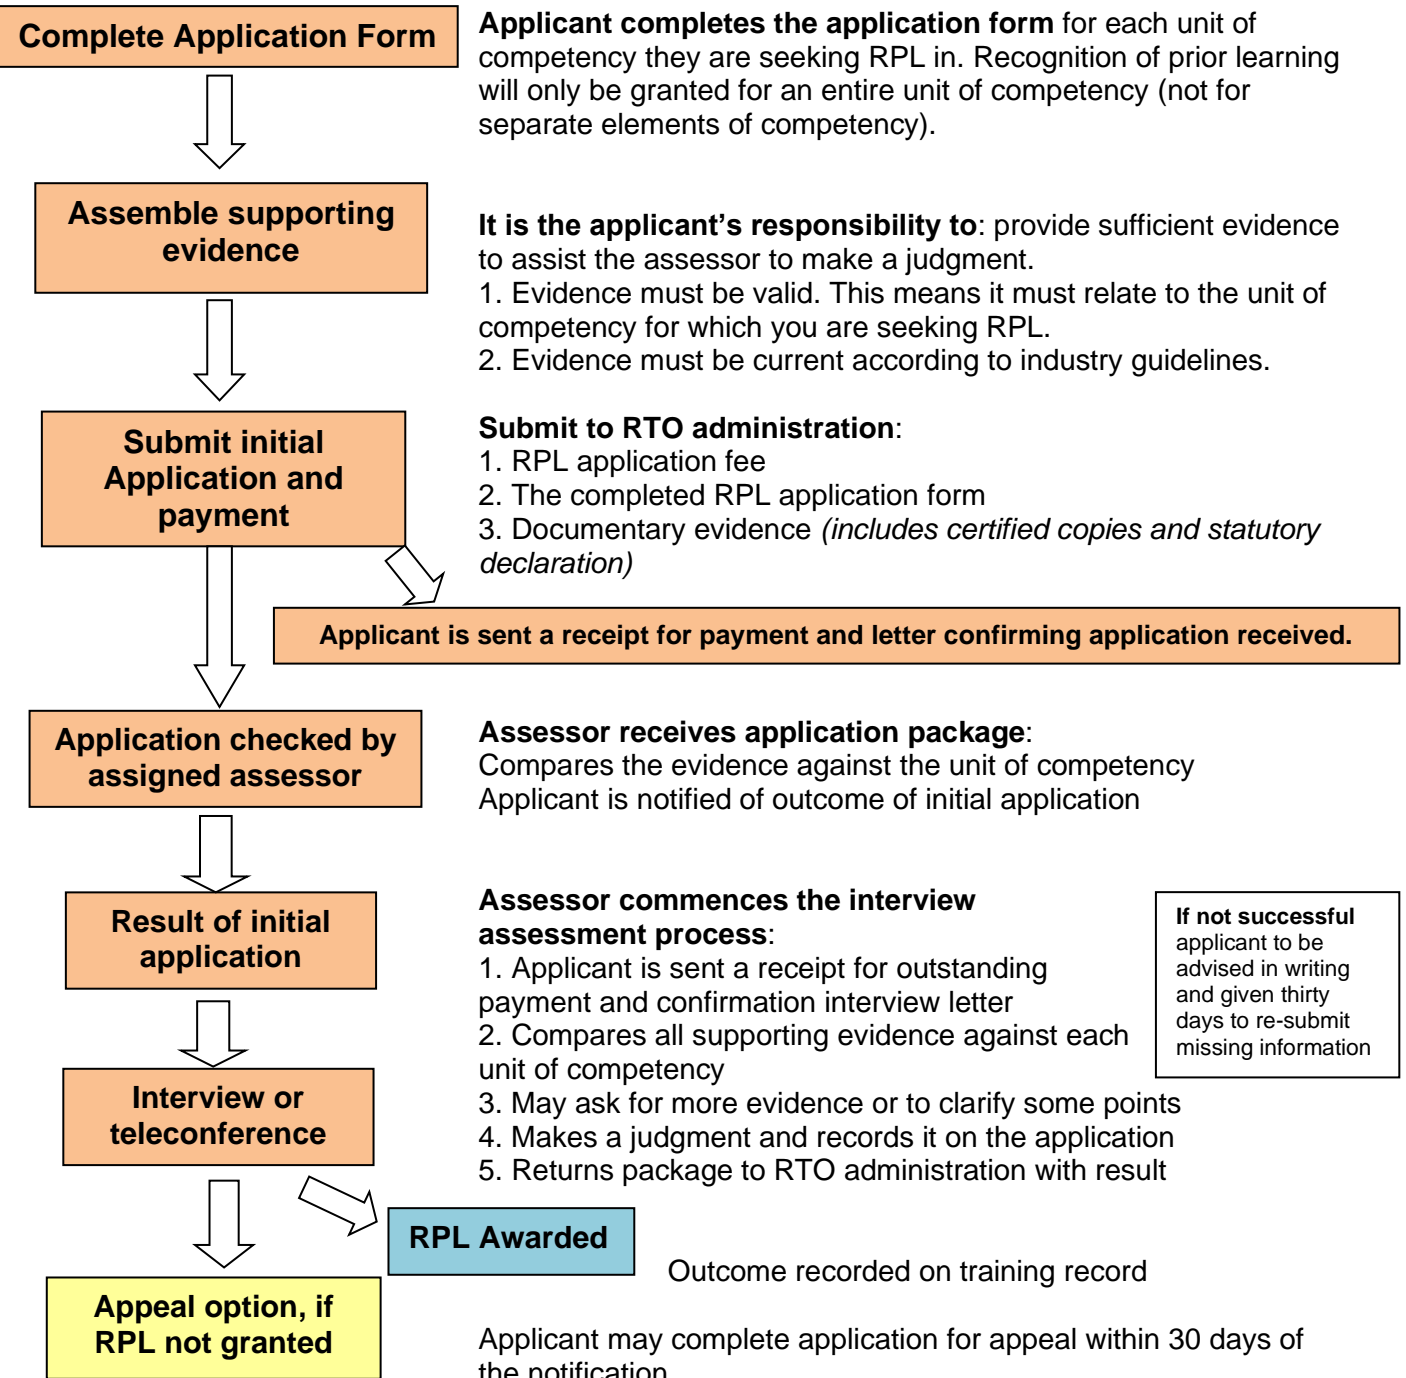 Complete Application Form
Applicant completes the application form for each unit of
competency they are seeking RPL in. Recognition of prior learning
will only be granted for an entire unit of competency (not for
separate elements of competency).
Assemble supporting
evidence
It is the applicant's responsibility to: provide sufficient evidence
to assist the assessor to make a judgment.
1. Evidence must be valid. This means it must relate to the unit of
competency for which you are seeking RPL.
2. Evidence must be current according to industry guidelines.
Submit initial
Application and
payment
Submit to RTO administration:
1. RPL application fee
2. The completed RPL application form
3. Documentary evidence (includes certified copies and statutory
declaration)
Applicant is sent a receipt for payment and letter confirming application received.
Application checked by
assigned assessor
Assessor receives application package:
Compares the evidence against the unit of competency
Applicant is notified of outcome of initial application
Result of initial
application
Assessor commences the interview
assessment process:
1. Applicant is sent a receipt for outstanding
payment and confirmation interview letter
2. Compares all supporting evidence against each
unit of competency
3. May ask for more evidence or to clarify some points
4. Makes a judgment and records it on the application
5. Returns package to RTO administration with result
If not successful
applicant to be
advised in writing
and given thirty
days to re-submit
missing information
Interview or
teleconference
RPL Awarded
Outcome recorded on training record
Appeal option, if
RPL not granted
Applicant may complete application for appeal within 30 days of
the notification